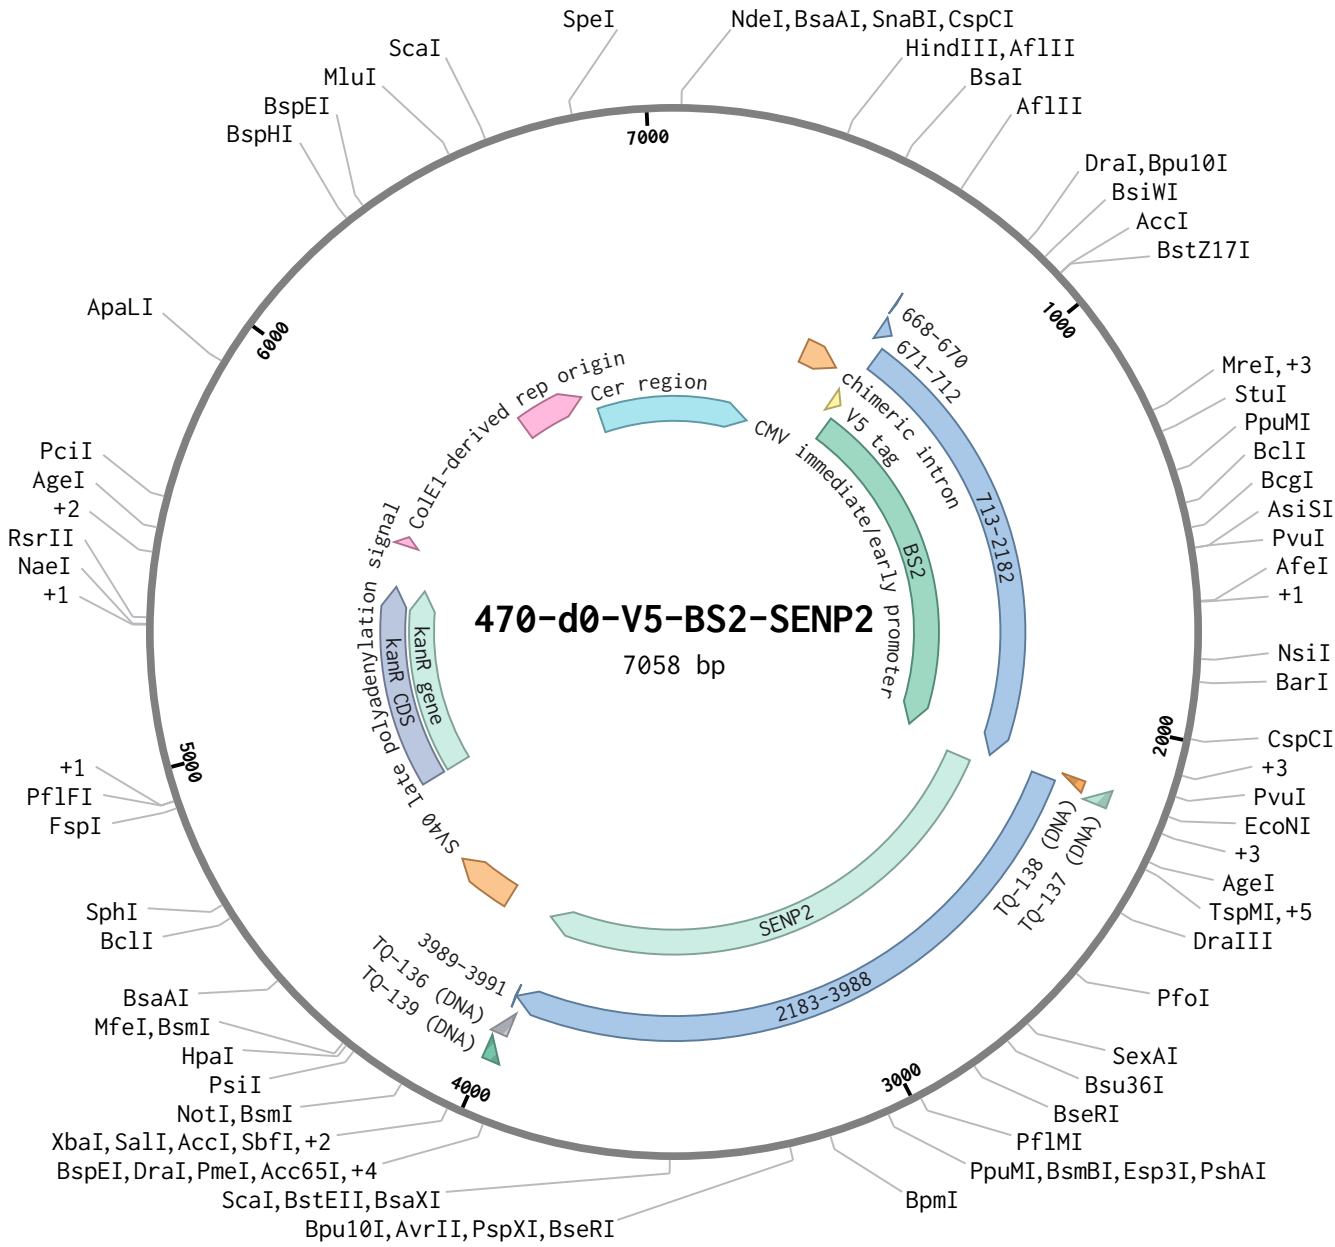 SpeI
NdeI,BsaAI,SnaBI,CspCI
ScaI
HindIII,AflII
MluI
BsaI
BspEI
AflII
BspHI
7000
DraI,Bpu10I
BsiWI
AccI
BstZ17I
ApaLI
6000
1000
668-670
671-712
MreI,+3
StuI
PpuMI
BclI
BcgI
AsiSI
PvuI
AfeI
+1
NsiI
BarI
CspCI
+3
PvuI
EcoNI
+3
AgeI
TspMI,+5
DraIII
PfoI
SexAI
Bsu36I
BseRI
PflMI
PpuMI,BsmBI,Esp3I,PshAI
BpmI
PciI
AgeI
+2
RsrII
NaeI
+1
+1
PflFI
FspI
SphI
BclI
BsaAI
MfeI,BsmI
HpaI
PsiI
NotI,BsmI
XbaI,SalI,AccI,SbfI,+2
BspEI,DraI,PmeI,Acc65I,+4
ScaI,BstEII,BsaXI
Bpu10I,AvrII,PspXI,BseRI
ColE1-derived rep origin
Cer region
CMV immediate/early promoter
chimeric intron
V5 tag
BS2
713-2182
470-d0-V5-BS2-SENP2
7058 bp
kanR gene
kanR CDS
SV40 late polyadenylation signal
2000
5000
TQ-138 (DNA)
TQ-137 (DNA)
SENP2
2183-3988
3989-3991
TQ-136 (DNA)
TQ-139 (DNA)
4000
3000